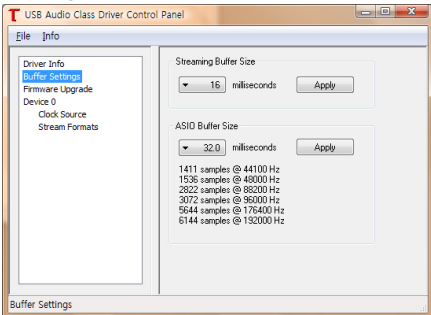 T USB Audio Class Driver Control Panel
File Info
Driver Info
Buffer Settings
Firmware Upgrade
Device 0
Clock Source
Stream Formats
Streaming Buffer Size
16 milliseconds Apply
ASIO Buffer Size
32.0 milliseconds Apply
1411 samples @ 44100 Hz
1536 samples @ 48000 Hz
2822 samples @ 88200 Hz
3072 samples @ 96000 Hz
5644 samples @ 176400 Hz
6144 samples @ 192000 Hz
Buffer Settings